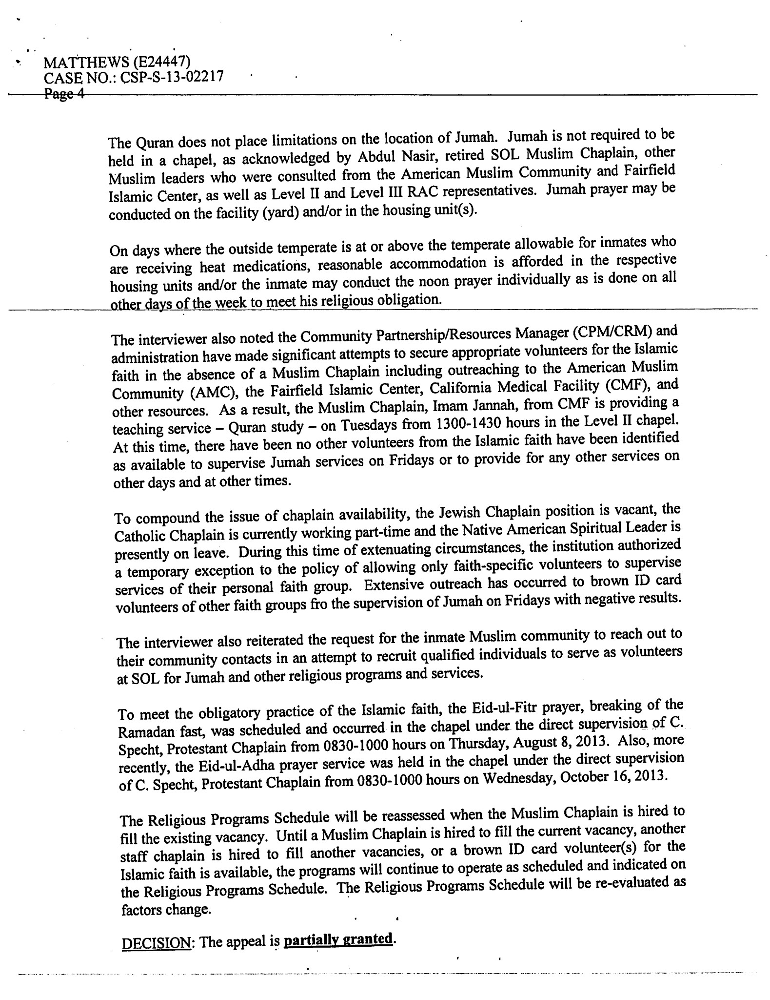 MATTHEWS (E24447)
CASE NO.: CSP-S-13-02217
Page 4
The Quran does not place limitations on the location of Jumah. Jumah is not required to be
held in a chapel, as acknowledged by Abdul Nasir, retired SOL Muslim Chaplain, other
Muslim leaders who were consulted from the American Muslim Community and Fairfield
Islamic Center, as well as Level II and Level III RAC representatives. Jumah prayer may be
conducted on the facility (yard) and/or in the housing unit(s).
On days where the outside temperate is at or above the temperate allowable for inmates who
are receiving heat medications, reasonable accommodation is afforded in the respective
housing units and/or the inmate may conduct the noon prayer individually as is done on all
other days of the week to meet his religious obligation.
The interviewer also noted the Community Partnership/Resources Manager (CPM/CRM) and
administration have made significant attempts to secure appropriate volunteers for the Islamic
faith in the absence of a Muslim Chaplain including outreaching to the American Muslim
Community (AMC), the Fairfield Islamic Center, California Medical Facility (CMF), and
other resources. As a result, the Muslim Chaplain, Imam Jannah, from CMF is providing a
teaching service – Quran study – on Tuesdays from 1300-1430 hours in the Level II chapel.
At this time, there have been no other volunteers from the Islamic faith have been identified
as available to supervise Jumah services on Fridays or to provide for any other services on
other days and at other times.
To compound the issue of chaplain availability, the Jewish Chaplain position is vacant, the
Catholic Chaplain is currently working part-time and the Native American Spiritual Leader is
presently on leave. During this time of extenuating circumstances, the institution authorized
a temporary exception to the policy of allowing only faith-specific volunteers to supervise
services of their personal faith group. Extensive outreach has occurred to brown ID card
volunteers of other faith groups fro the supervision of Jumah on Fridays with negative results.
The interviewer also reiterated the request for the inmate Muslim community to reach out to
their community contacts in an attempt to recruit qualified individuals to serve as volunteers
at SOL for Jumah and other religious programs and services.
To meet the obligatory practice of the Islamic faith, the Eid-ul-Fitr prayer, breaking of the
Ramadan fast, was scheduled and occurred in the chapel under the direct supervision of C.
Specht, Protestant Chaplain from 0830-1000 hours on Thursday, August 8, 2013. Also, more
recently, the Eid-ul-Adha prayer service was held in the chapel under the direct supervision
of C. Specht, Protestant Chaplain from 0830-1000 hours on Wednesday, October 16, 2013.
The Religious Programs Schedule will be reassessed when the Muslim Chaplain is hired to
fill the existing vacancy. Until a Muslim Chaplain is hired to fill the current vacancy, another
staff chaplain is hired to fill another vacancies, or a brown ID card volunteer(s) for the
Islamic faith is available, the programs will continue to operate as scheduled and indicated on
the Religious Programs Schedule. The Religious Programs Schedule will be re-evaluated as
factors change.
DECISION: The appeal is partially granted.